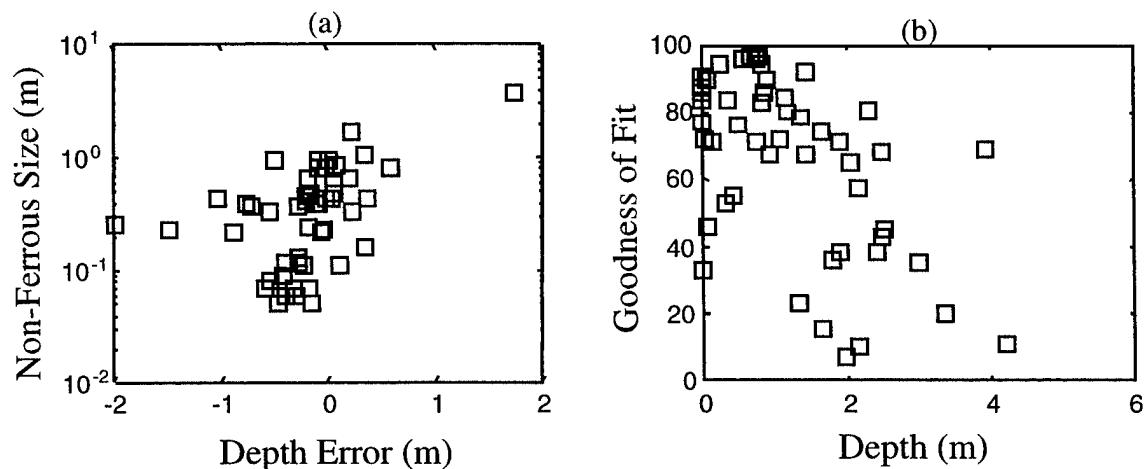 (a)
Non-Ferrous Size (m)
10^1
10^0
10^-1
10^-2
-2 -1 0 1 2
Depth Error (m)
(b)
Goodness of Fit
100
80
60
40
20
0
0 2 4 6
Depth (m)